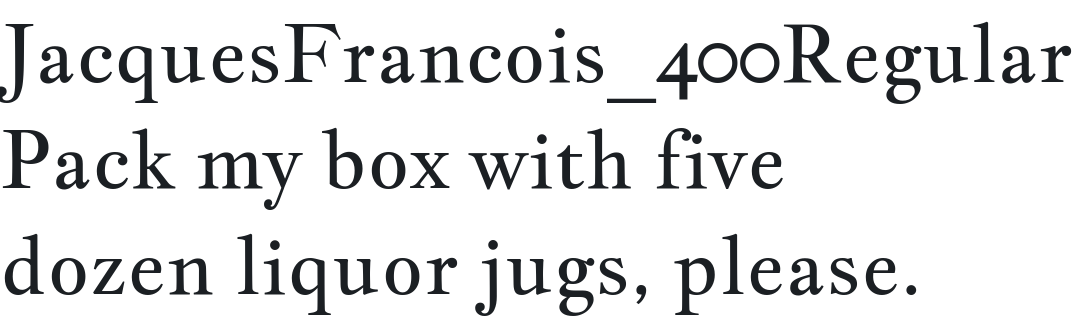 JacquesFrancois_400Regular
Pack my box with five
dozen liquor jugs, please.